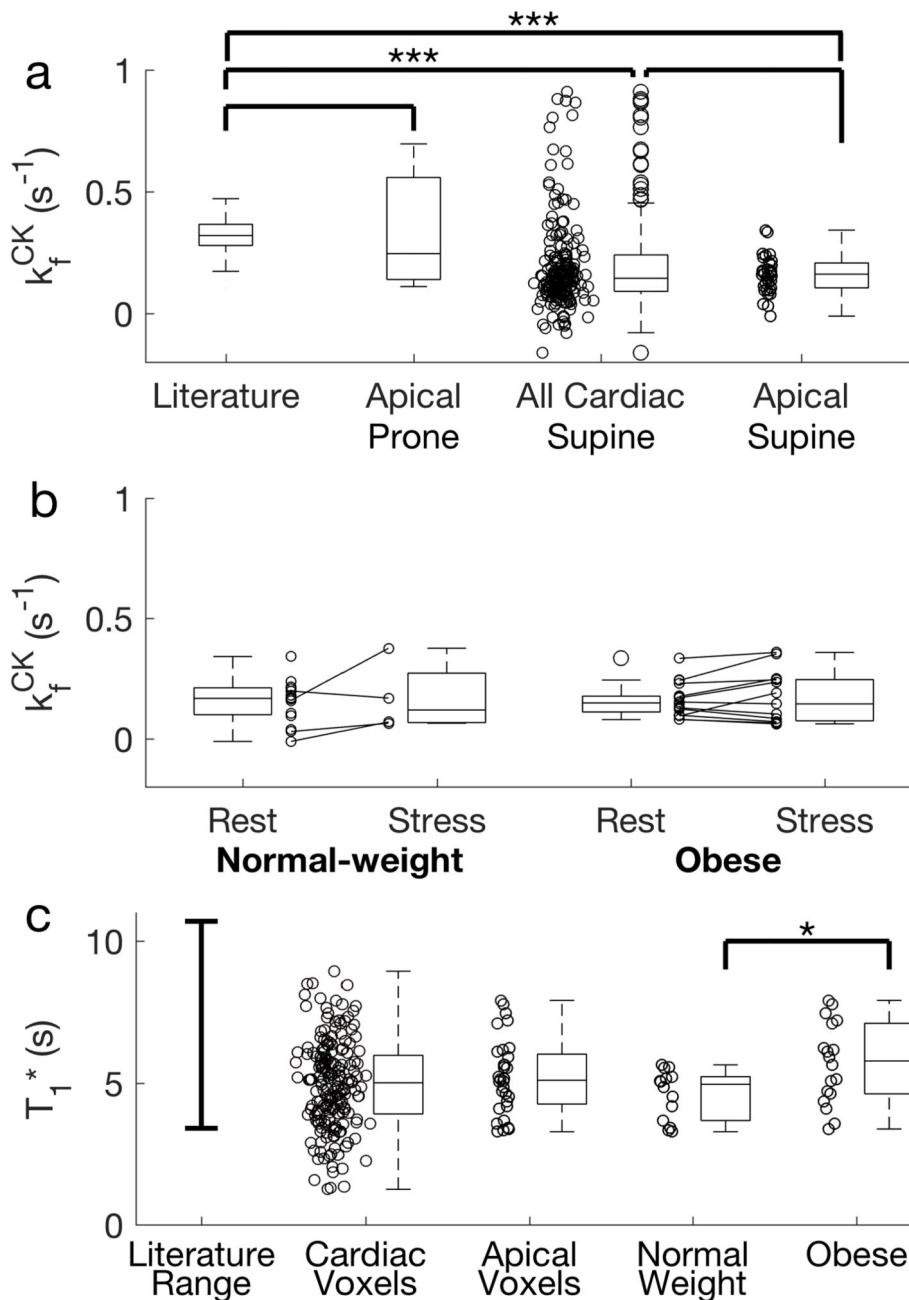 a
***
***
k_f^CK (s^-1)
1
0.5
0
Literature
Apical
Prone
All Cardiac
Supine
Apical
Supine
b
k_f^CK (s^-1)
1
0.5
0
Rest
Stress
Rest
Stress
Normal-weight
Obese
c
T_1* (s)
10
5
0
*
Literature
Range
Cardiac
Voxels
Apical
Voxels
Normal
Weight
Obese